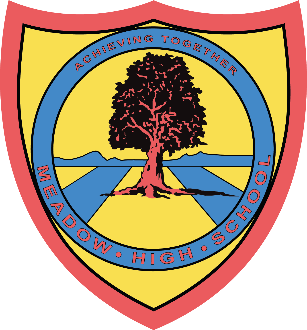 ACHIEVING TOGETHER
MEADOW • HIGH • SCHOOL